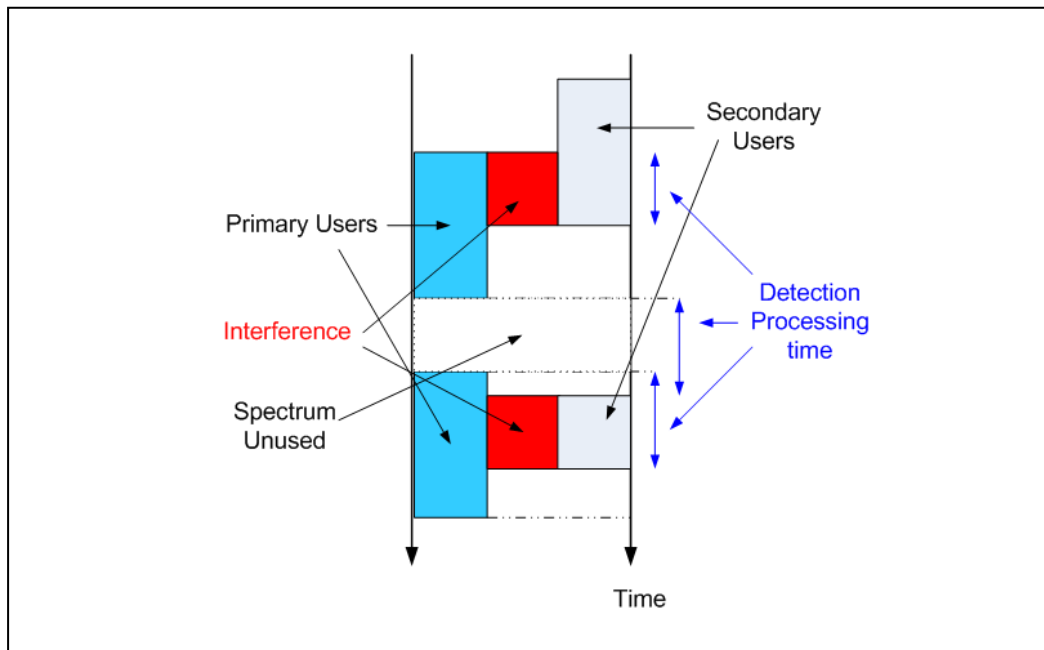 Secondary
Users
Primary Users
Interference
Detection
Processing
time
Spectrum
Unused
Time